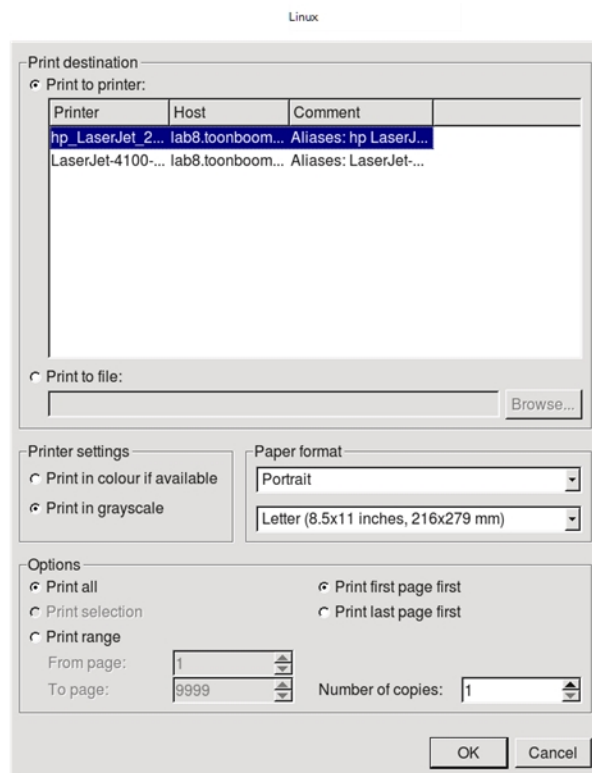 Linux
Print destination
Print to printer:
Printer Host Comment
hp_LaserJet_2... lab8.toonboom... Aliases: hp LaserJ...
LaserJet-4100-... lab8.toonboom... Aliases: LaserJet-...
Print to file:
Browse...
Printer settings
Print in colour if available
Print in grayscale
Paper format
Portrait
Letter (8.5x11 inches, 216x279 mm)
Options
Print all
Print selection
Print range
From page: 1
To page: 9999
Print first page first
Print last page first
Number of copies: 1
OK Cancel